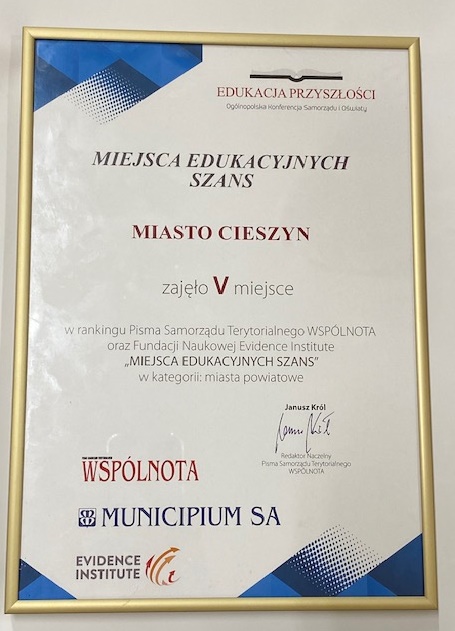 EDUKACJA PRZYSZŁOŚCI
Ogólnopolska Konferencja Samorządu i Oświaty
MIEJSCA EDUKACYJNYCH
SZANS
MIASTO CIESZYN
zajęło V miejsce
w rankingu Pisma Samorządu Terytorialnego WSPÓLNOTA
oraz Fundacji Naukowej Evidence Institute
„MIEJSCA EDUKACYJNYCH SZANS”
w kategorii: miasta powiatowe
Janusz Król
Redaktor Naczelny
Pisma Samorządu Terytorialnego
WSPÓLNOTA
WSPÓLNOTA
MUNICIPIUM SA
EVIDENCE
INSTITUTE